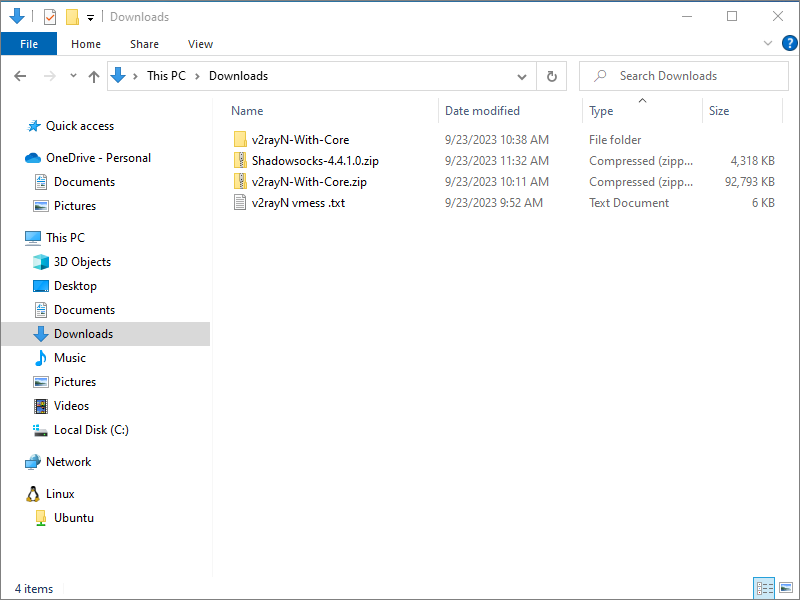 Downloads
File Home Share View
This PC Downloads Search Downloads
Name Date modified Type Size
Quick access
OneDrive - Personal
Documents
Pictures
This PC
3D Objects
Desktop
Documents
Downloads
Music
Pictures
Videos
Local Disk (C:)
Network
Linux
Ubuntu
v2rayN-With-Core 9/23/2023 10:38 AM File folder
Shadowsocks-4.4.1.0.zip 9/23/2023 11:32 AM Compressed (zipp... 4,318 KB
v2rayN-With-Core.zip 9/23/2023 10:11 AM Compressed (zipp... 92,793 KB
v2rayN vmess .txt 9/23/2023 9:52 AM Text Document 6 KB
4 items